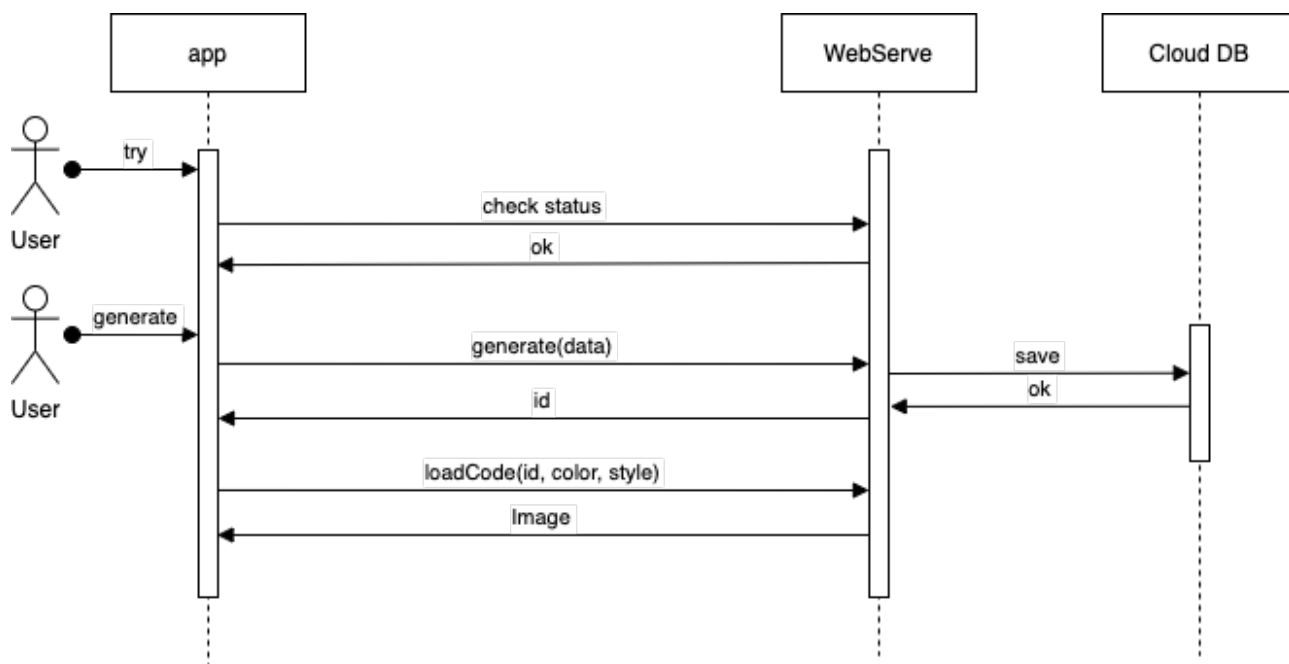 app
WebServe
Cloud DB
try
check status
User
ok
generate
generate(data)
save
ok
User
id
loadCode(id, color, style)
Image